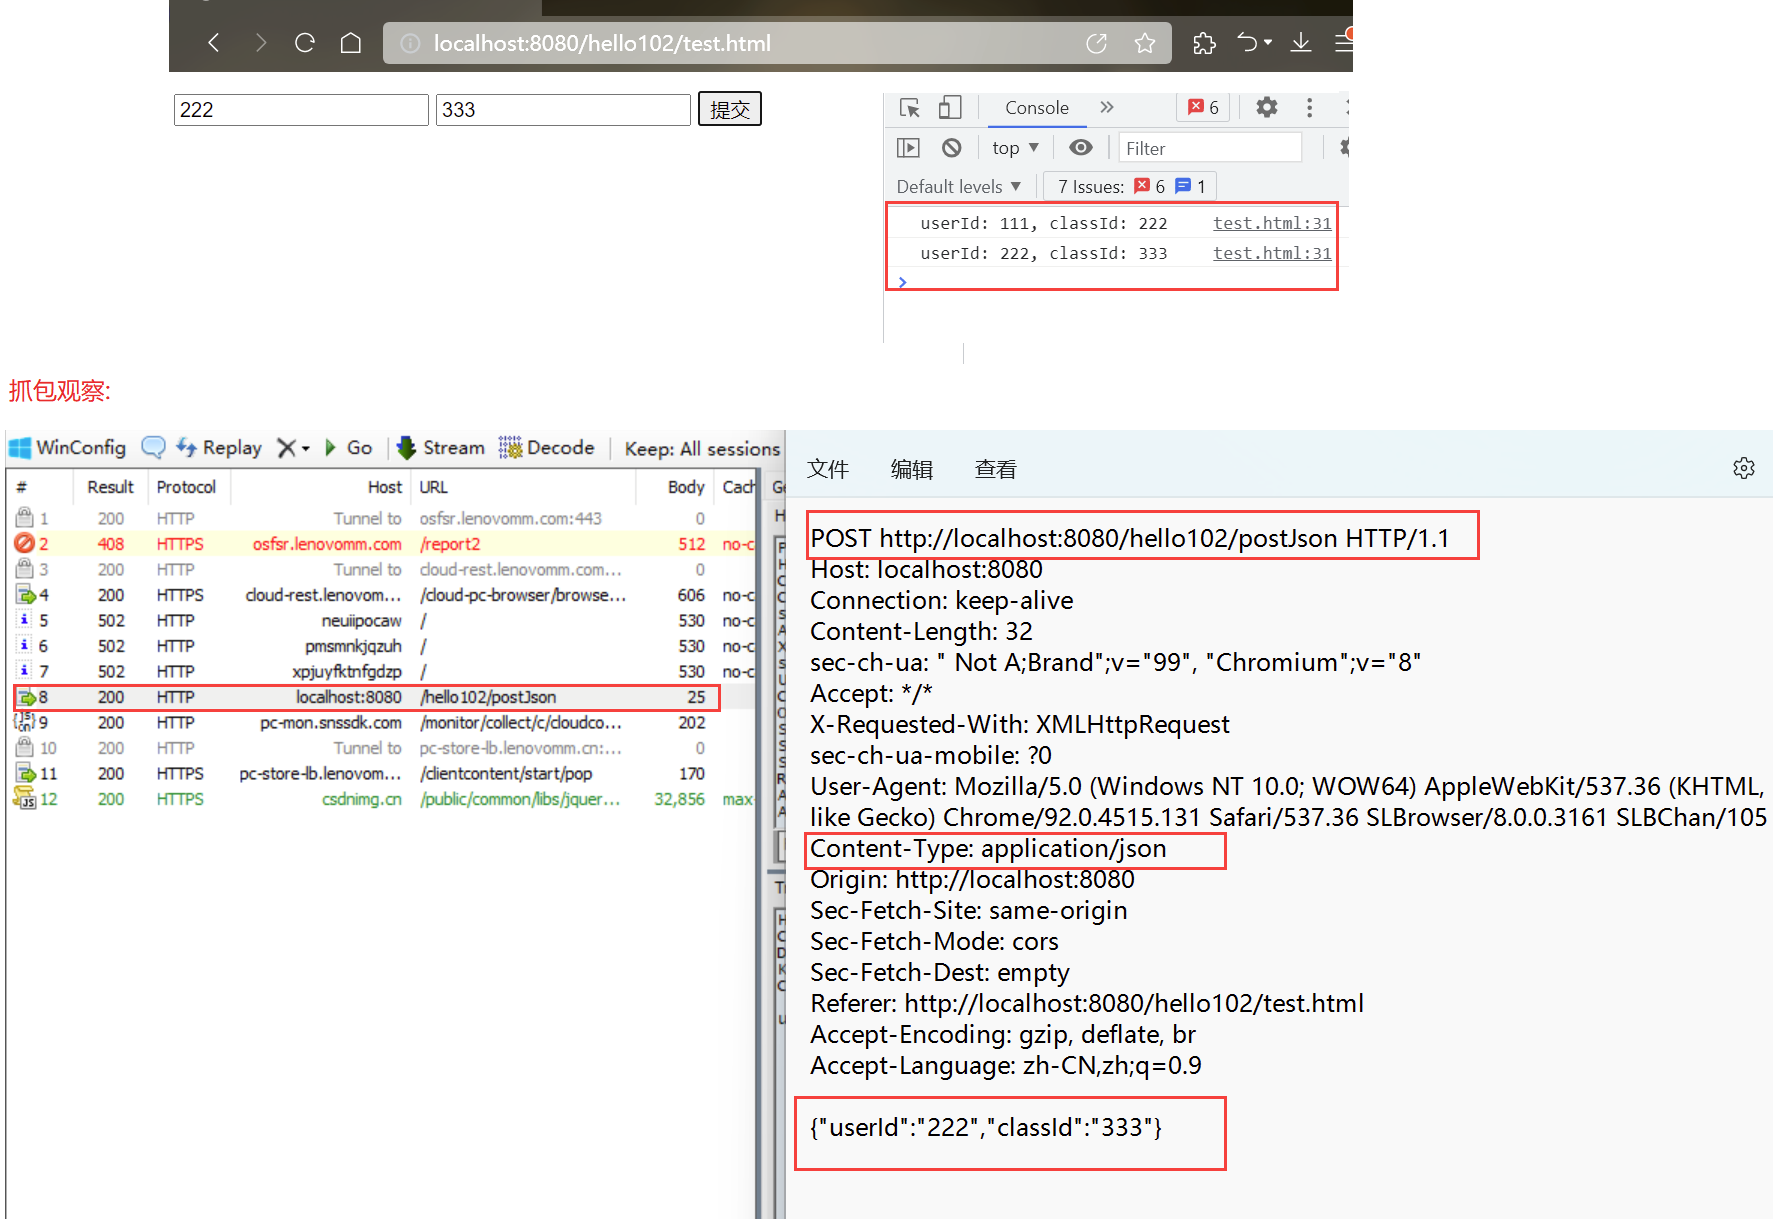 localhost:8080/hello102/test.html
222 333 提交
Console 6
top Filter
Default levels 7 Issues: 6 1
userId: 111, classId: 222 test.html:31
userId: 222, classId: 333 test.html:31
抓包观察:
WinConfig Replay Go Stream Decode Keep: All sessions
# Result Protocol Host URL Body Cach
1 200 HTTP Tunnel to osfsr.lenovomm.com:443 0
2 408 HTTPS osfsr.lenovomm.com /report2 512 no-c
3 200 HTTP Tunnel to cloud-rest.lenovomm.com... 0
4 200 HTTPS cloud-rest.lenovom... /cloud-pc-browser/browse... 606 no-c
5 502 HTTP neuiipocaw / 530 no-c
6 502 HTTP pmsmnkjqzuh / 530 no-c
7 502 HTTP xpjuyfktnfgdzp / 530 no-c
8 200 HTTP localhost:8080 /hello102/postJson 25
9 200 HTTP pc-mon.snssdk.com /monitor/collect/c/cloudco... 202
10 200 HTTP Tunnel to pc-store-lb.lenovomm.cn:... 0
11 200 HTTPS pc-store-lb.lenovom... /clientcontent/start/pop 170
12 200 HTTPS csdnimg.cn /public/common/libs/jquer... 32,856 max-
文件 编辑 查看
POST http://localhost:8080/hello102/postJson HTTP/1.1
Host: localhost:8080
Connection: keep-alive
Content-Length: 32
sec-ch-ua: " Not A;Brand";v="99", "Chromium";v="8"
Accept: */*
X-Requested-With: XMLHttpRequest
sec-ch-ua-mobile: ?0
User-Agent: Mozilla/5.0 (Windows NT 10.0; WOW64) AppleWebKit/537.36 (KHTML,
like Gecko) Chrome/92.0.4515.131 Safari/537.36 SLBrowser/8.0.0.3161 SLBChan/105
Content-Type: application/json
Origin: http://localhost:8080
Sec-Fetch-Site: same-origin
Sec-Fetch-Mode: cors
Sec-Fetch-Dest: empty
Referer: http://localhost:8080/hello102/test.html
Accept-Encoding: gzip, deflate, br
Accept-Language: zh-CN,zh;q=0.9
{"userId":"222","classId":"333"}